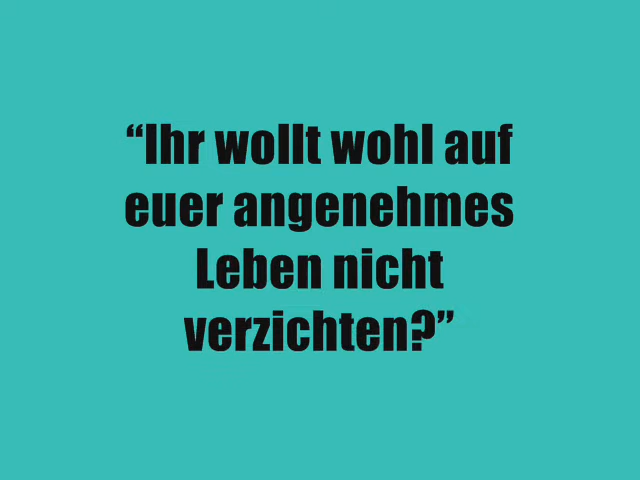 “Ihr wollt wohl auf
euer angenehmes
Leben nicht
verzichten?”